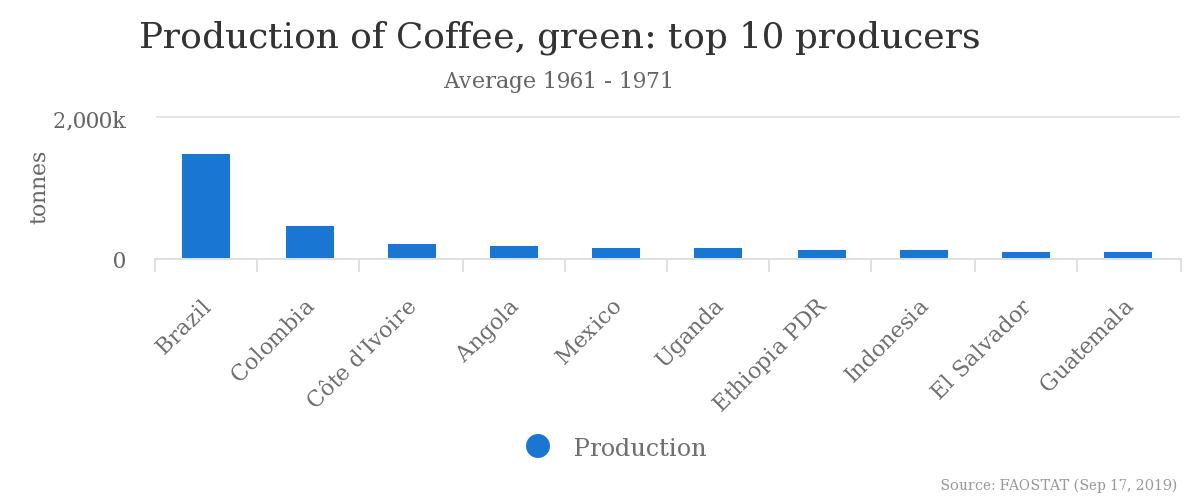 Production of Coffee, green: top 10 producers
Average 1961 - 1971
2,000k
tonnes
0
Brazil
Colombia
Côte d'Ivoire
Angola
Mexico
Uganda
Ethiopia PDR
Indonesia
El Salvador
Guatemala
Production
Source: FAOSTAT (Sep 17, 2019)